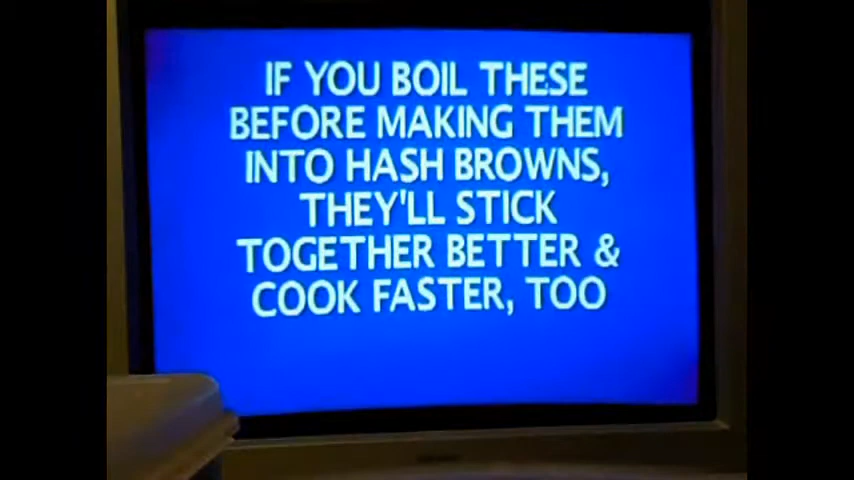 IF YOU BOIL THESE
BEFORE MAKING THEM
INTO HASH BROWNS,
THEY'LL STICK
TOGETHER BETTER &
COOK FASTER, TOO